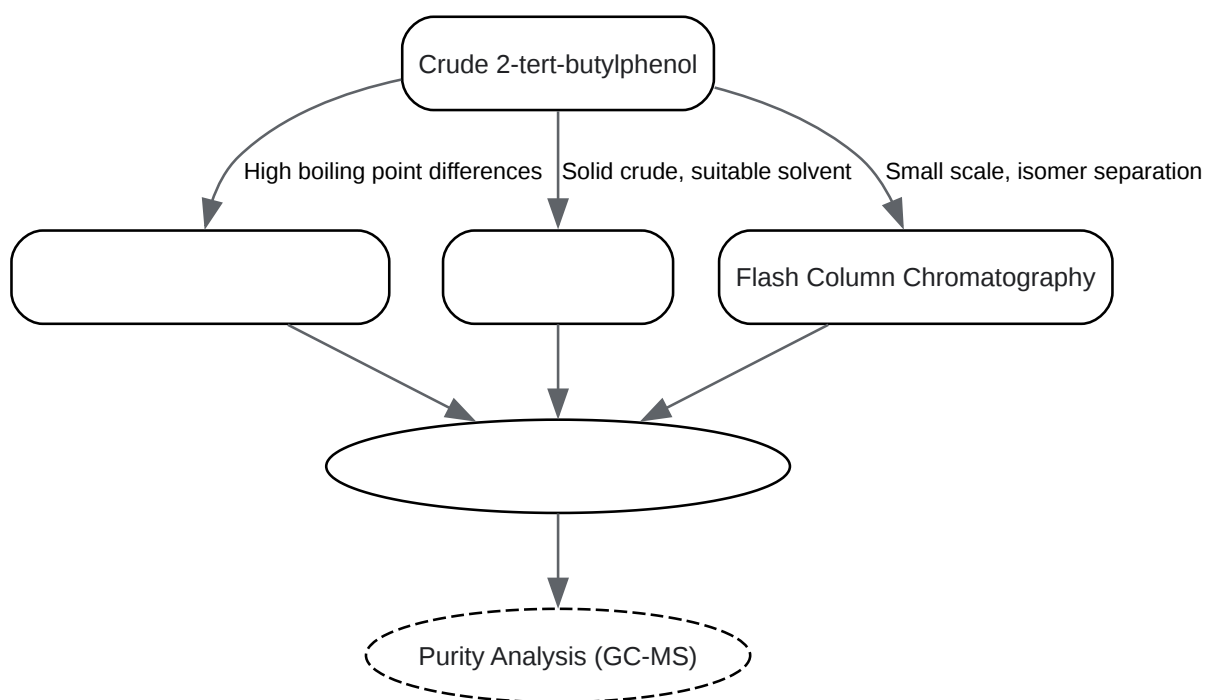 Crude 2-tert-butylphenol
High boiling point differences
Solid crude, suitable solvent
Small scale, isomer separation
Flash Column Chromatography
Purity Analysis (GC-MS)